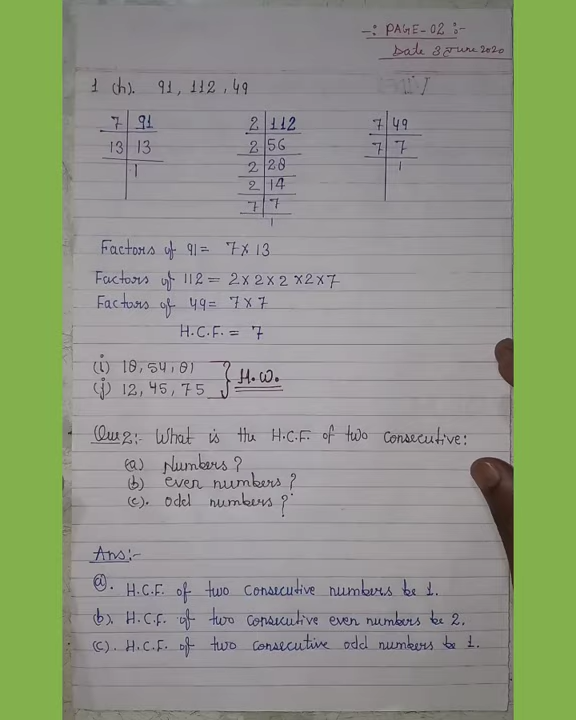 -: PAGE-02 :-
Date 3 June 2020
1 (h). 91, 112, 49
7 | 91
13 | 13
1
2 | 112
2 | 56
2 | 28
2 | 14
7 | 7
1
7 | 49
7 | 7
1
Factors of 91 = 7 × 13
Factors of 112 = 2 × 2 × 2 × 2 × 7
Factors of 49 = 7 × 7
H.C.F. = 7
(i) 18, 54, 81
(j) 12, 45, 75 } H.W.
Que 2:- What is the H.C.F. of two consecutive:
(a) Numbers?
(b) even numbers?
(c). odd numbers?
Ans:-
(a). H.C.F. of two consecutive numbers be 1.
(b). H.C.F. of two consecutive even numbers be 2.
(c). H.C.F. of two consecutive odd numbers be 1.